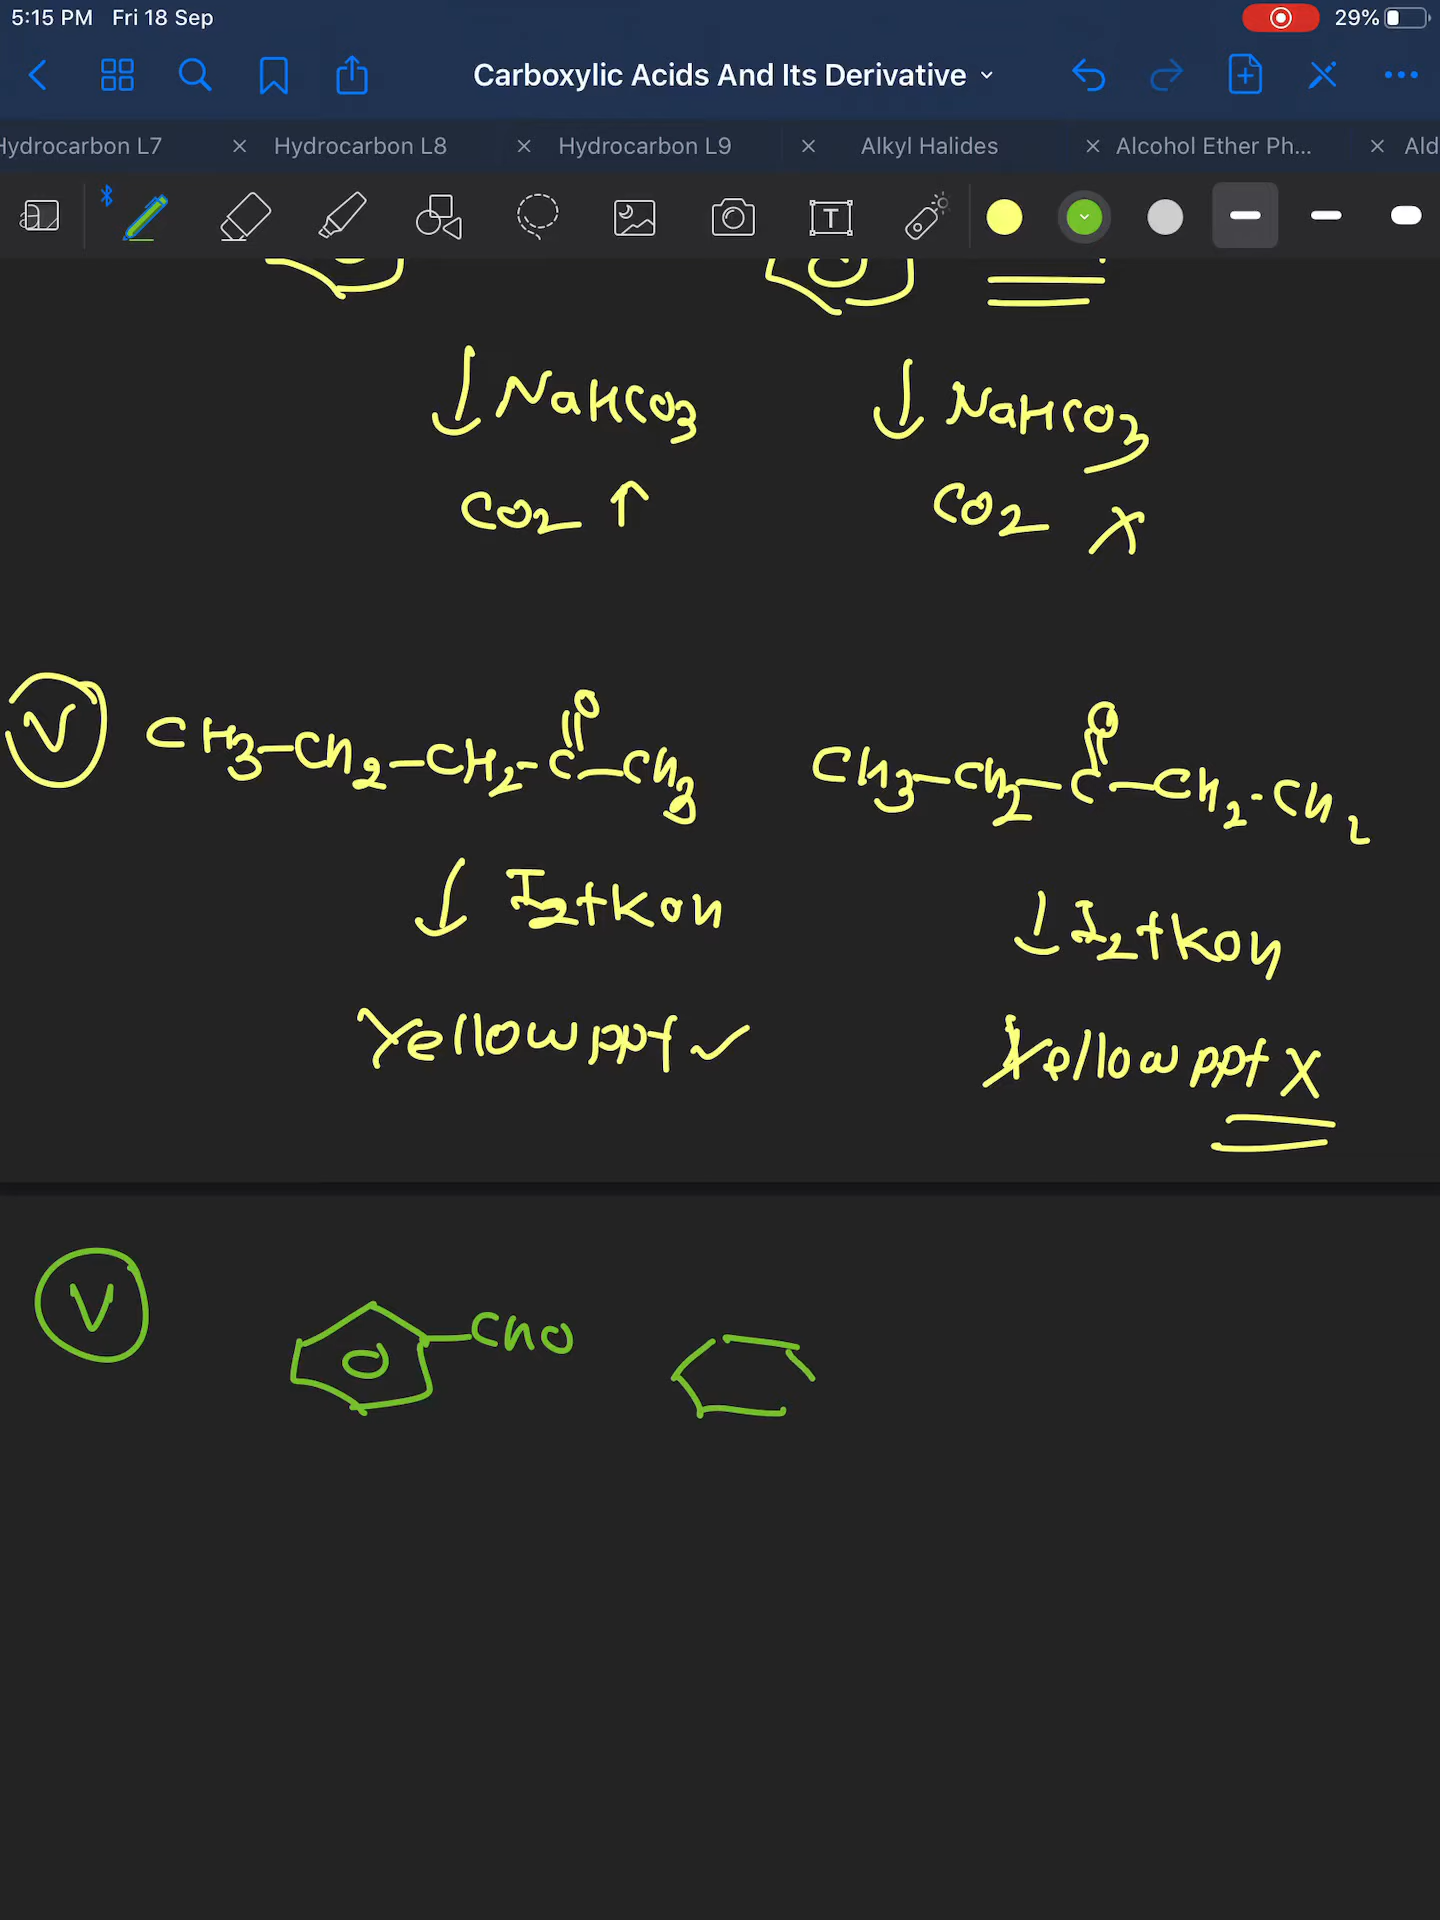 5:15 PM Fri 18 Sep 29%
Carboxylic Acids And Its Derivative
Hydrocarbon L7 Hydrocarbon L8 Hydrocarbon L9 Alkyl Halides Alcohol Ether Ph... Ald
a T
↓ NaHCO3 ↓ NaHCO3
CO2 ↑ CO2 X
V CH3-CH2-CH2-C-CH3 CH3-CH2-C-CH2-CH2
O O
↓ I2+KOH ↓ I2+KOH
Yellow ppt ✓ Yellow ppt X
V CHO